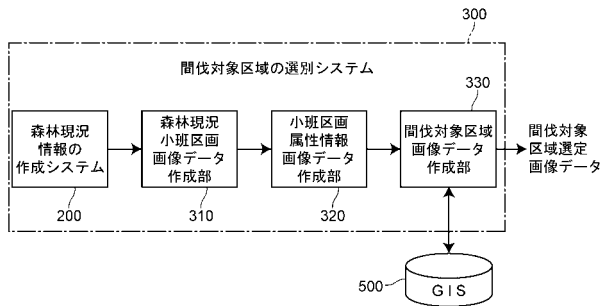 300
間伐対象区域の選別システム
330
森林現況
情報の
作成システム
森林現況
小班区画
画像データ
作成部
小班区画
属性情報
画像データ
作成部
間伐対象区域
画像データ
作成部
間伐対象
区域選定
画像データ
200
310
320
500
GIS